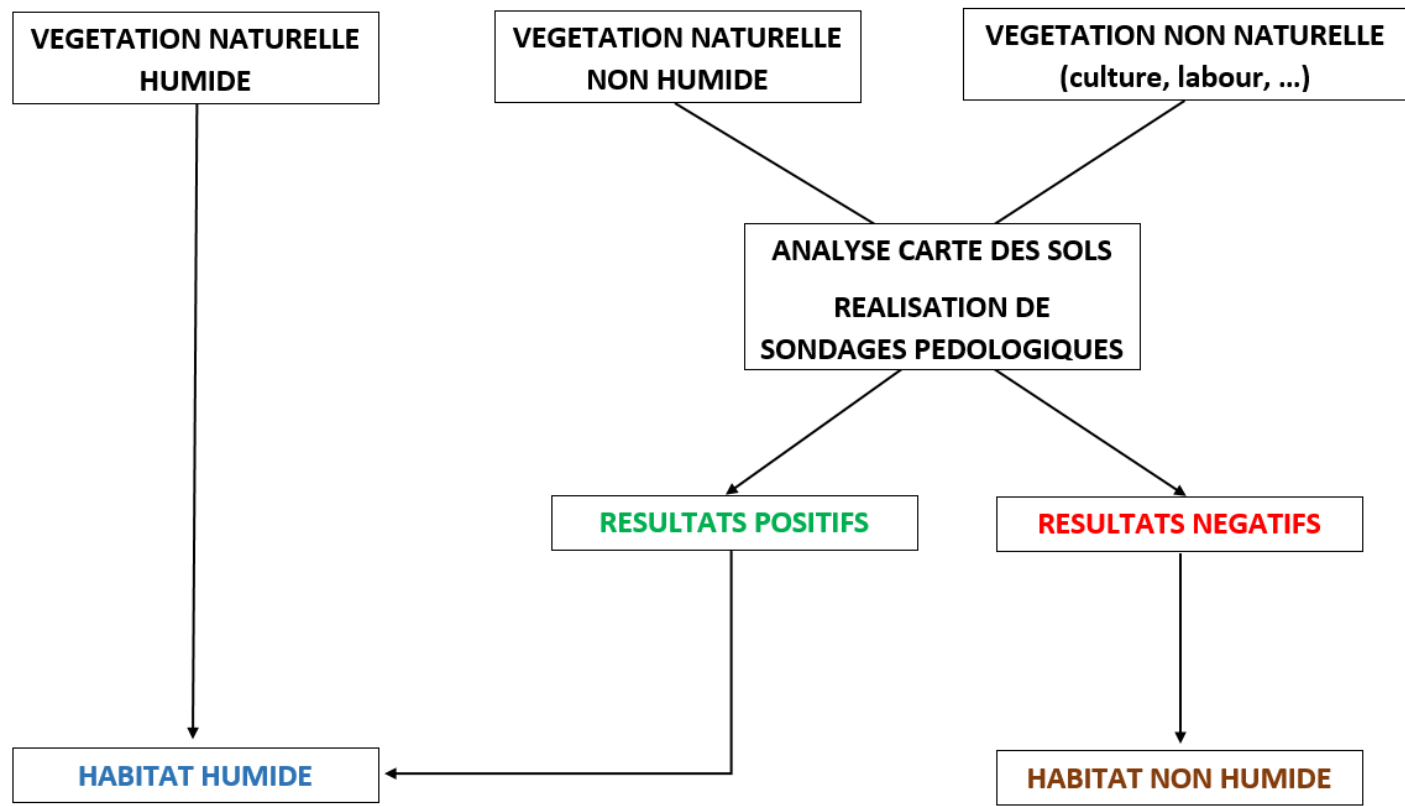 VEGETATION NATURELLE
HUMIDE
VEGETATION NATURELLE
NON HUMIDE
VEGETATION NON NATURELLE
(culture, labour, ...)
ANALYSE CARTE DES SOLS
REALISATION DE
SONDAGES PEDOLOGIQUES
RESULTATS POSITIFS
RESULTATS NEGATIFS
HABITAT HUMIDE
HABITAT NON HUMIDE